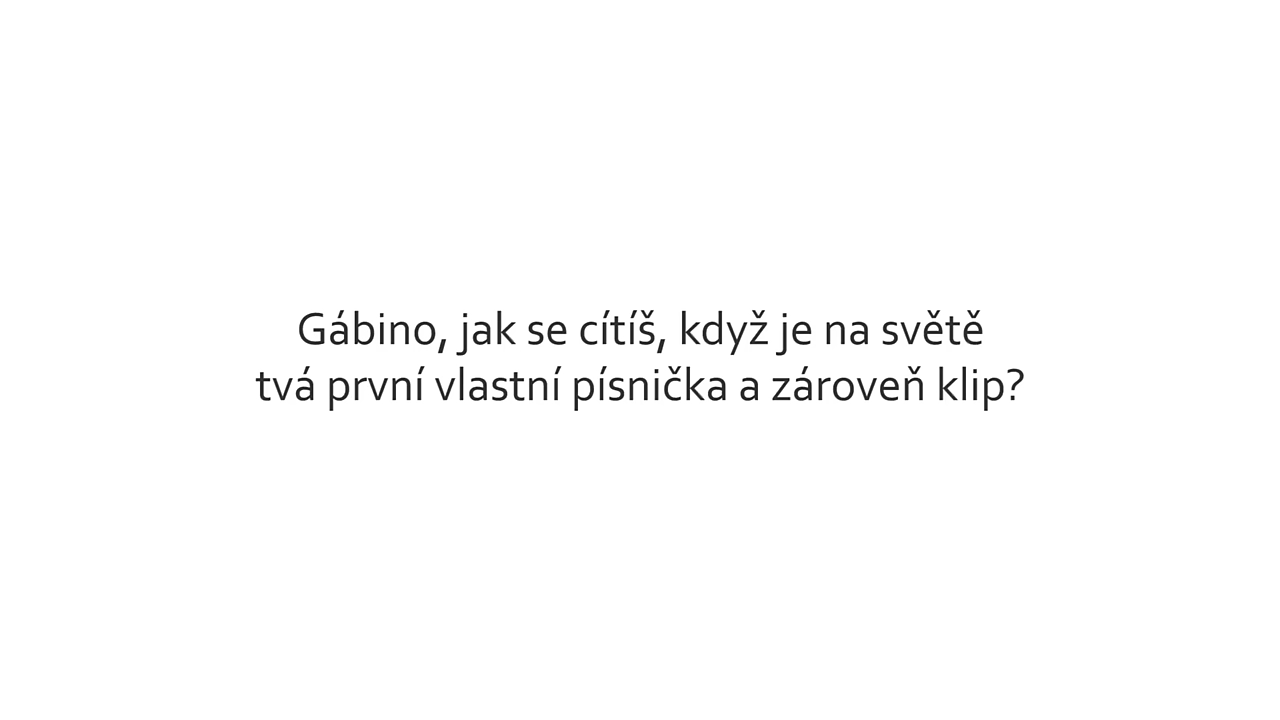 Gábino, jak se cítíš, když je na světě
tvá první vlastní písnička a zároveň klip?